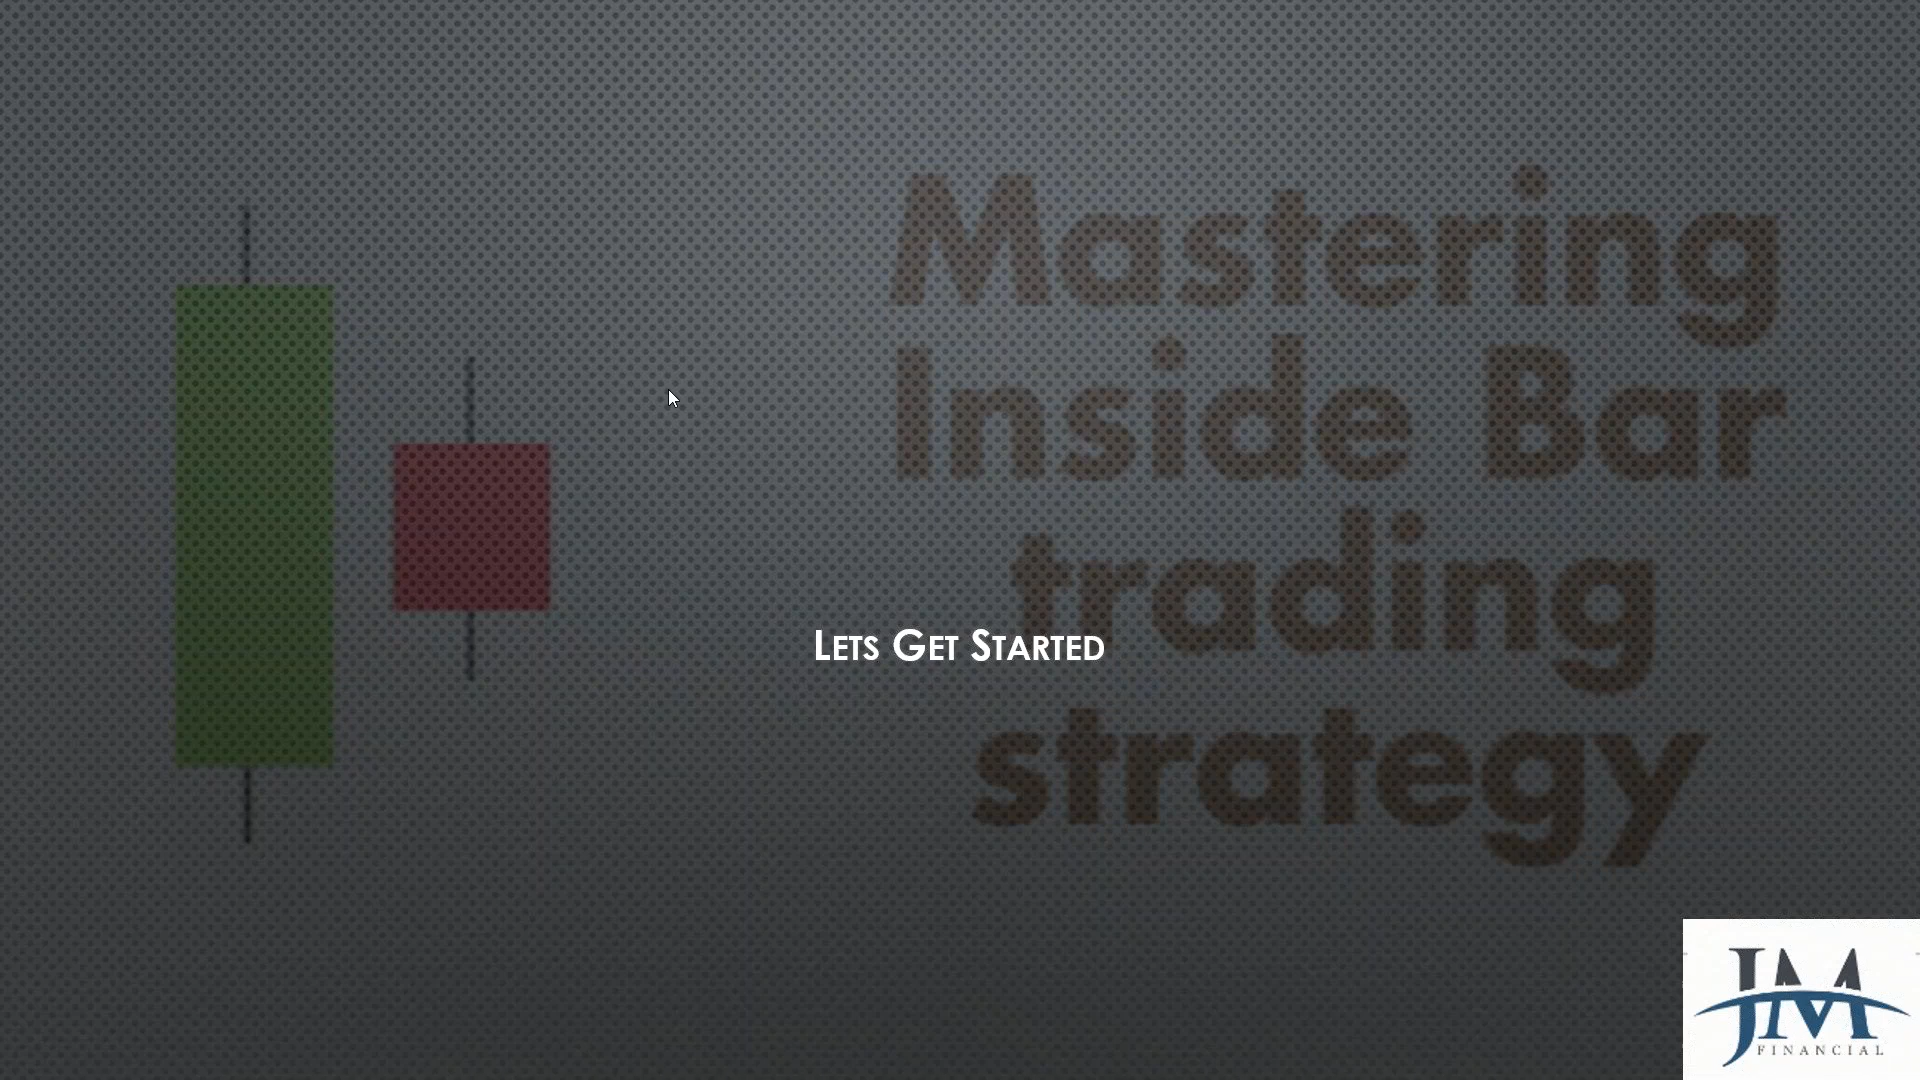 Mastering
Inside Bar
trading
strategy
LETS GET STARTED
JM
FINANCIAL